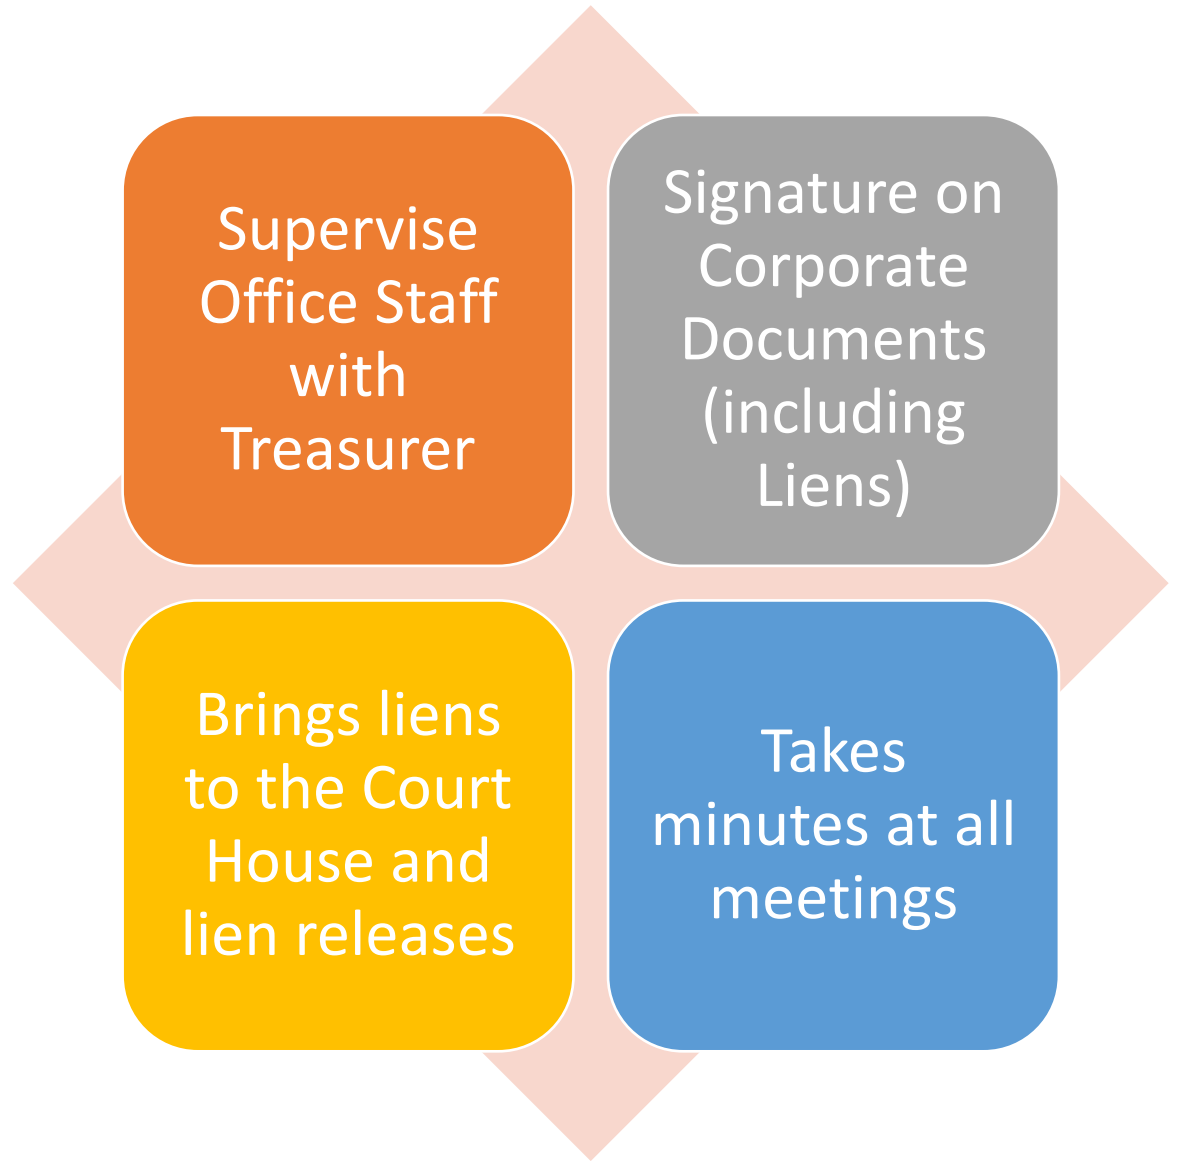 Supervise
Office Staff
with
Treasurer
Signature on
Corporate
Documents
(including
Liens)
Brings liens
to the Court
House and
lien releases
Takes
minutes at all
meetings